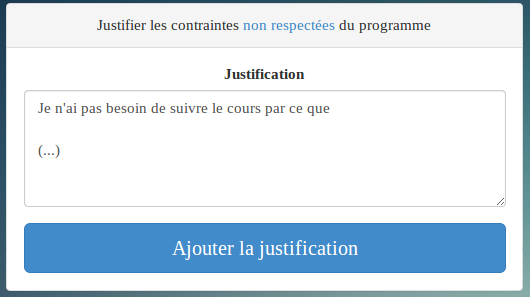 Justifier les contraintes non respectées du programme
Justification
Je n'ai pas besoin de suivre le cours par ce que
(...)
Ajouter la justification